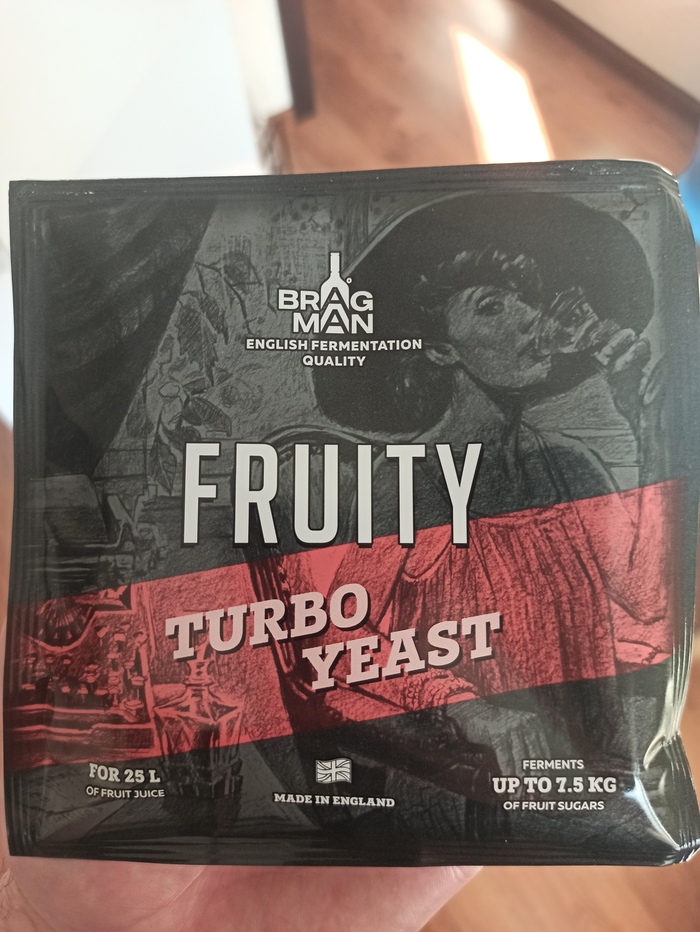 BRAG
MAN
ENGLISH FERMENTATION
QUALITY
FRUITY
TURBO
YEAST
FOR 25 L
OF FRUIT JUICE
MADE IN ENGLAND
FERMENTS
UP TO 7.5 KG
OF FRUIT SUGARS